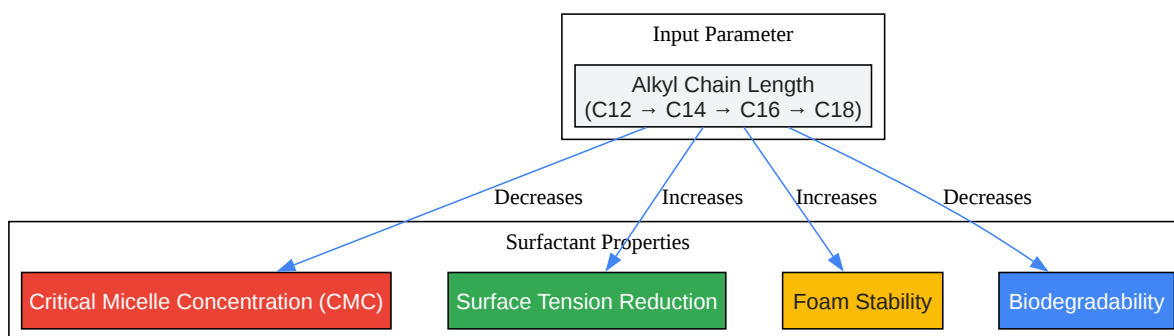 Input Parameter
Alkyl Chain Length
(C12 → C14 → C16 → C18)
Decreases
Increases
Increases
Decreases
Surfactant Properties
Critical Micelle Concentration (CMC)
Surface Tension Reduction
Foam Stability
Biodegradability